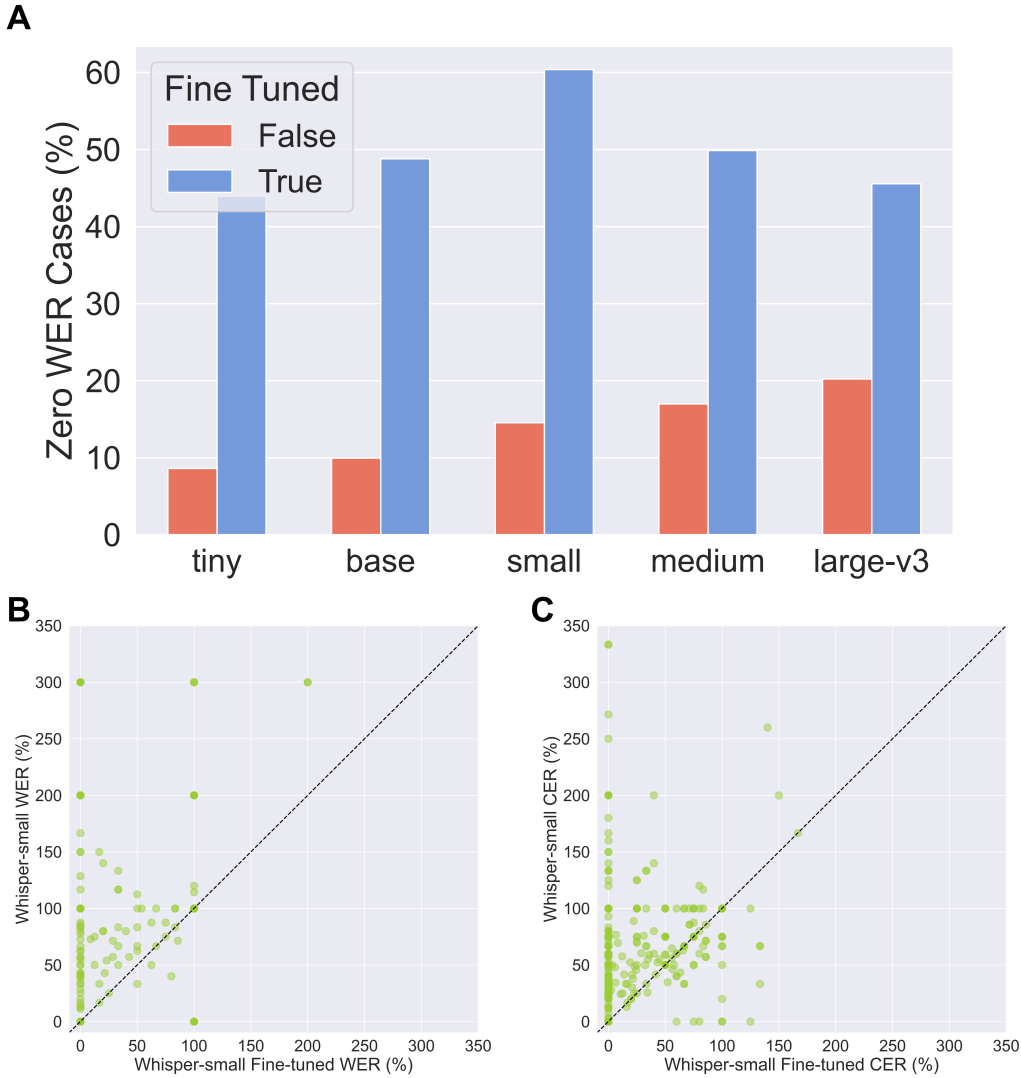 A
Zero WER Cases (%)
60
50
40
30
20
10
0
Fine Tuned
False
True
tiny
base
small
medium
large-v3
B
Whisper-small WER (%)
350
300
250
200
150
100
50
0
0 50 100 150 200 250 300 350
Whisper-small Fine-tuned WER (%)
C
Whisper-small CER (%)
350
300
250
200
150
100
50
0
0 50 100 150 200 250 300 350
Whisper-small Fine-tuned CER (%)